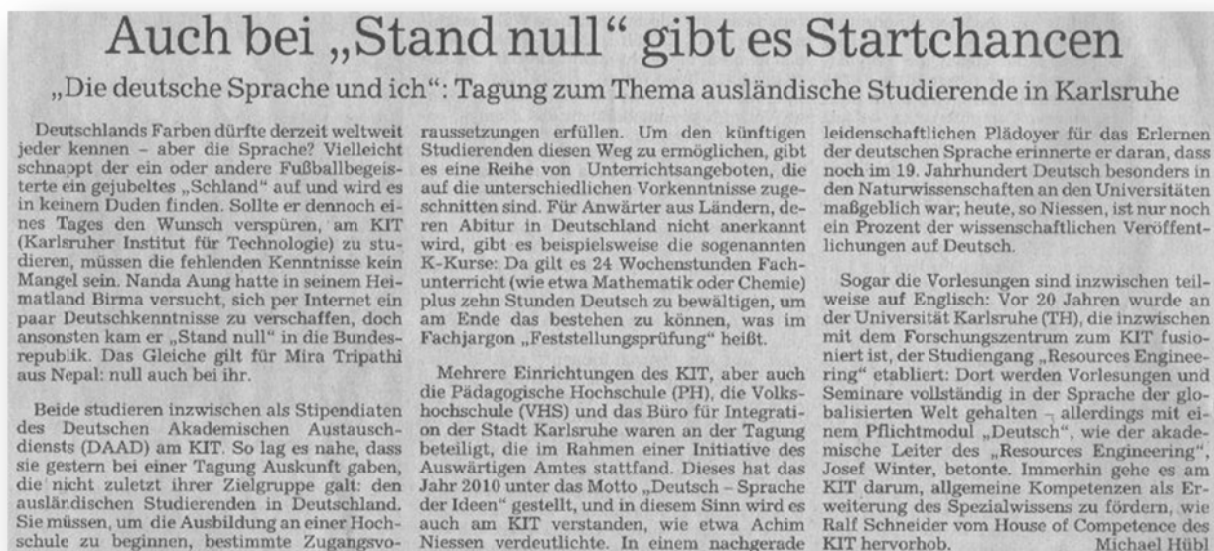 Auch bei „Stand null“ gibt es Startchancen
„Die deutsche Sprache und ich“: Tagung zum Thema ausländische Studierende in Karlsruhe
Deutschlands Farben dürfte derzeit weltweit
jeder kennen – aber die Sprache? Vielleicht
schnappt der ein oder andere Fußballbegeis-
terte ein gejubeltes „Schland“ auf und wird es
in keinem Duden finden. Sollte er dennoch ei-
nes Tages den Wunsch verspüren, am KIT
(Karlsruher Institut für Technologie) zu stu-
dieren, müssen die fehlenden Kenntnisse kein
Mangel sein. Nanda Aung hatte in seinem Hei-
matland Birma versucht, sich per Internet ein
paar Deutschkenntnisse zu verschaffen, doch
ansonsten kam er „Stand null“ in die Bundes-
republik. Das Gleiche gilt für Mira Tripathi
aus Nepal: null auch bei ihr.
Beide studieren inzwischen als Stipendiaten
des Deutschen Akademischen Austausch-
diensts (DAAD) am KIT. So lag es nahe, dass
sie gestern bei einer Tagung Auskunft gaben,
die nicht zuletzt ihrer Zielgruppe galt: den
ausländischen Studierenden in Deutschland.
Sie müssen, um die Ausbildung an einer Hoch-
schule zu beginnen, bestimmte Zugangsvo-
raussetzungen erfüllen. Um den künftigen
Studierenden diesen Weg zu ermöglichen, gibt
es eine Reihe von Unterrichtsangeboten, die
auf die unterschiedlichen Vorkenntnisse zuge-
schnitten sind. Für Anwärter aus Ländern, de-
ren Abitur in Deutschland nicht anerkannt
wird, gibt es beispielsweise die sogenannten
K-Kurse: Da gilt es 24 Wochenstunden Fach-
unterricht (wie etwa Mathematik oder Chemie)
plus zehn Stunden Deutsch zu bewältigen, um
am Ende das bestehen zu können, was im
Fachjargon „Feststellungsprüfung“ heißt.
Mehrere Einrichtungen des KIT, aber auch
die Pädagogische Hochschule (PH), die Volks-
hochschule (VHS) und das Büro für Integrati-
on der Stadt Karlsruhe waren an der Tagung
beteiligt, die im Rahmen einer Initiative des
Auswärtigen Amtes stattfand. Dieses hat das
Jahr 2010 unter das Motto „Deutsch – Sprache
der Ideen“ gestellt, und in diesem Sinn wird es
auch am KIT verstanden, wie etwa Achim
Niessen verdeutlichte. In einem nachgerade
leidenschaftlichen Plädoyer für das Erlernen
der deutschen Sprache erinnerte er daran, dass
noch im 19. Jahrhundert Deutsch besonders in
den Naturwissenschaften an den Universitäten
maßgeblich war; heute, so Niessen, ist nur noch
ein Prozent der wissenschaftlichen Veröffent-
lichungen auf Deutsch.
Sogar die Vorlesungen sind inzwischen teil-
weise auf Englisch: Vor 20 Jahren wurde an
der Universität Karlsruhe (TH), die inzwischen
mit dem Forschungszentrum zum KIT fusio-
niert ist, der Studiengang „Resources Enginee-
ring“ etabliert: Dort werden Vorlesungen und
Seminare vollständig in der Sprache der glo-
balisierten Welt gehalten – allerdings mit ei-
nem Pflichtmodul „Deutsch“, wie der akade-
mische Leiter des „Resources Engineering“,
Josef Winter, betonte. Immerhin gehe es am
KIT darum, allgemeine Kompetenzen als Er-
weiterung des Spezialwissens zu fördern, wie
Ralf Schneider vom House of Competence des
KIT hervorhob. Michael Hübl